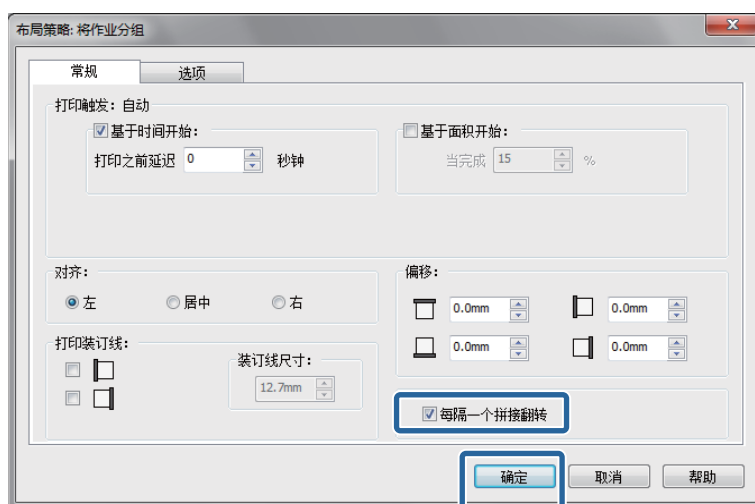 布局策略: 将作业分组
常规 选项
打印触发: 自动
基于时间开始:
打印之前延迟 0 秒钟
基于面积开始:
当完成 15 %
对齐:
左 居中 右
偏移:
0.0mm 0.0mm
0.0mm 0.0mm
打印装订线:
装订线尺寸:
12.7mm
每隔一个拼接翻转
确定 取消 帮助